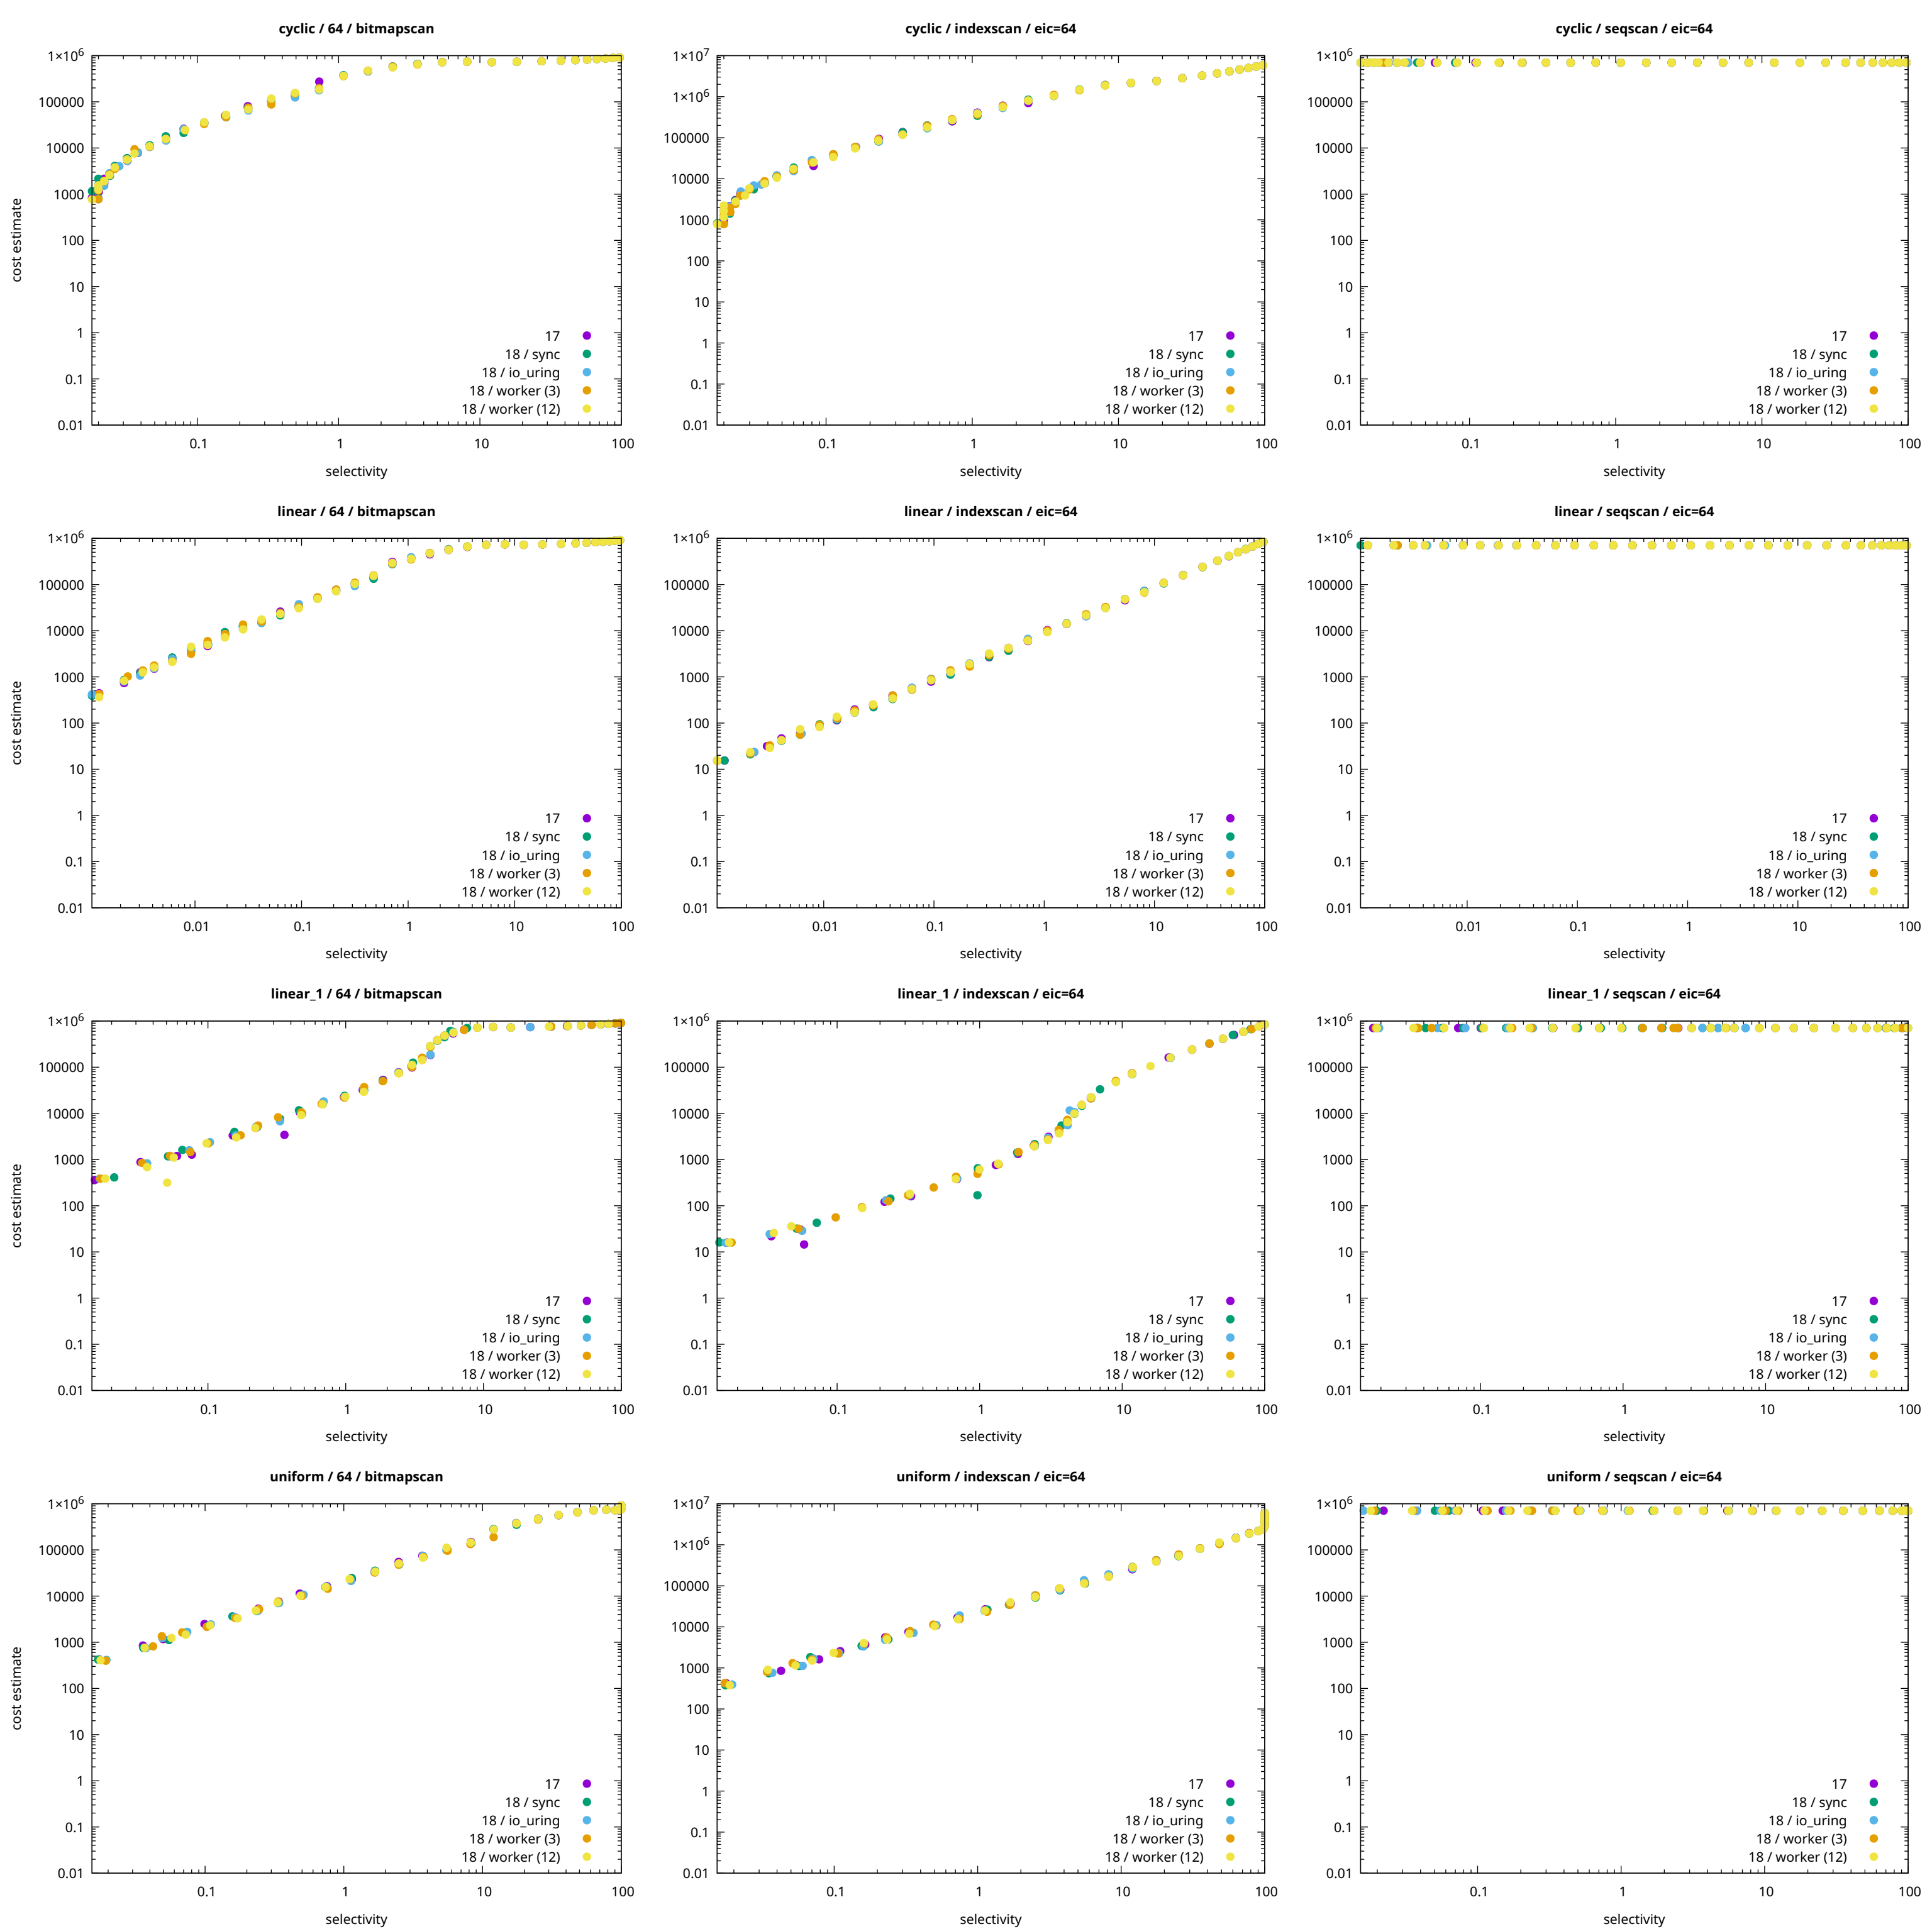 cyclic / 64 / bitmapscan
cost estimate
1×10⁶
100000
10000
1000
100
10
1
0.1
0.01
17
18 / sync
18 / io_uring
18 / worker (3)
18 / worker (12)
0.1 1 10 100
selectivity
cyclic / indexscan / eic=64
1×10⁷
1×10⁶
100000
10000
1000
100
10
1
0.1
0.01
17
18 / sync
18 / io_uring
18 / worker (3)
18 / worker (12)
0.1 1 10 100
selectivity
cyclic / seqscan / eic=64
1×10⁶
100000
10000
1000
100
10
1
0.1
0.01
17
18 / sync
18 / io_uring
18 / worker (3)
18 / worker (12)
0.1 1 10 100
selectivity
linear / 64 / bitmapscan
cost estimate
1×10⁶
100000
10000
1000
100
10
1
0.1
0.01
17
18 / sync
18 / io_uring
18 / worker (3)
18 / worker (12)
0.01 0.1 1 10 100
selectivity
linear / indexscan / eic=64
1×10⁶
100000
10000
1000
100
10
1
0.1
0.01
17
18 / sync
18 / io_uring
18 / worker (3)
18 / worker (12)
0.01 0.1 1 10 100
selectivity
linear / seqscan / eic=64
1×10⁶
100000
10000
1000
100
10
1
0.1
0.01
17
18 / sync
18 / io_uring
18 / worker (3)
18 / worker (12)
0.01 0.1 1 10 100
selectivity
linear_1 / 64 / bitmapscan
cost estimate
1×10⁶
100000
10000
1000
100
10
1
0.1
0.01
17
18 / sync
18 / io_uring
18 / worker (3)
18 / worker (12)
0.1 1 10 100
selectivity
linear_1 / indexscan / eic=64
1×10⁶
100000
10000
1000
100
10
1
0.1
0.01
17
18 / sync
18 / io_uring
18 / worker (3)
18 / worker (12)
0.1 1 10 100
selectivity
linear_1 / seqscan / eic=64
1×10⁶
100000
10000
1000
100
10
1
0.1
0.01
17
18 / sync
18 / io_uring
18 / worker (3)
18 / worker (12)
0.1 1 10 100
selectivity
uniform / 64 / bitmapscan
cost estimate
1×10⁶
100000
10000
1000
100
10
1
0.1
0.01
17
18 / sync
18 / io_uring
18 / worker (3)
18 / worker (12)
0.1 1 10 100
selectivity
uniform / indexscan / eic=64
1×10⁷
1×10⁶
100000
10000
1000
100
10
1
0.1
0.01
17
18 / sync
18 / io_uring
18 / worker (3)
18 / worker (12)
0.1 1 10 100
selectivity
uniform / seqscan / eic=64
1×10⁶
100000
10000
1000
100
10
1
0.1
0.01
17
18 / sync
18 / io_uring
18 / worker (3)
18 / worker (12)
0.1 1 10 100
selectivity